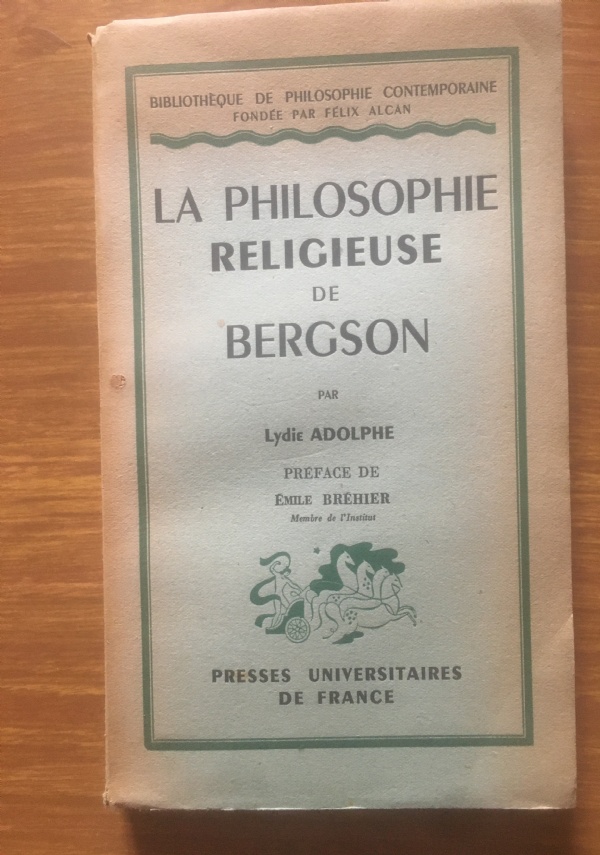 BIBLIOTHÈQUE DE PHILOSOPHIE CONTEMPORAINE
FONDÉE PAR FÉLIX ALCAN
LA PHILOSOPHIE
RELIGIEUSE
DE
BERGSON
PAR
Lydie ADOLPHE
PRÉFACE DE
ÉMILE BRÉHIER
Membre de l'Institut
PRESSES UNIVERSITAIRES
DE FRANCE